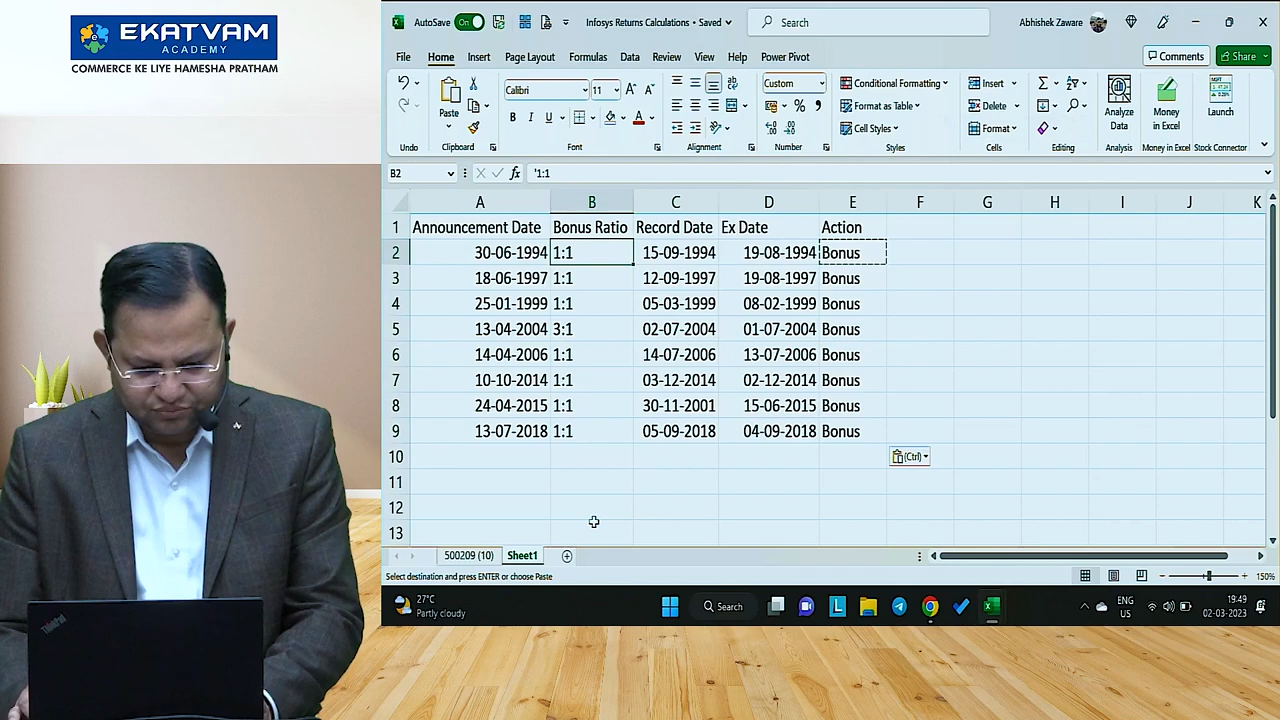 EKATVAM
ACADEMY
COMMERCE KE LIYE HAMESHA PRATHAM
AutoSave On Infosys Returns Calculations • Saved Search Abhishek Zaware
File Home Insert Page Layout Formulas Data Review View Help Power Pivot Comments Share
Paste Calibri 11 B I U A Custom % Conditional Formatting Format as Table Cell Styles Insert Delete Format Analyze Data Money in Excel Launch
Undo Clipboard Font Alignment Number Styles Cells Editing Analysis Money in Excel Stock Connector
B2 fx '1:1
A B C D E F G H I J K
1 Announcement Date Bonus Ratio Record Date Ex Date Action
2 30-06-1994 1:1 15-09-1994 19-08-1994 Bonus
3 18-06-1997 1:1 12-09-1997 19-08-1997 Bonus
4 25-01-1999 1:1 05-03-1999 08-02-1999 Bonus
5 13-04-2004 3:1 02-07-2004 01-07-2004 Bonus
6 14-04-2006 1:1 14-07-2006 13-07-2006 Bonus
7 10-10-2014 1:1 03-12-2014 02-12-2014 Bonus
8 24-04-2015 1:1 30-11-2001 15-06-2015 Bonus
9 13-07-2018 1:1 05-09-2018 04-09-2018 Bonus
10 (Ctrl)
11
12
13
500209 (10) Sheet1
Select destination and press ENTER or choose Paste 150%
27°C
Partly cloudy
Search
ENG
US
19:49
02-03-2023
ThinkPad